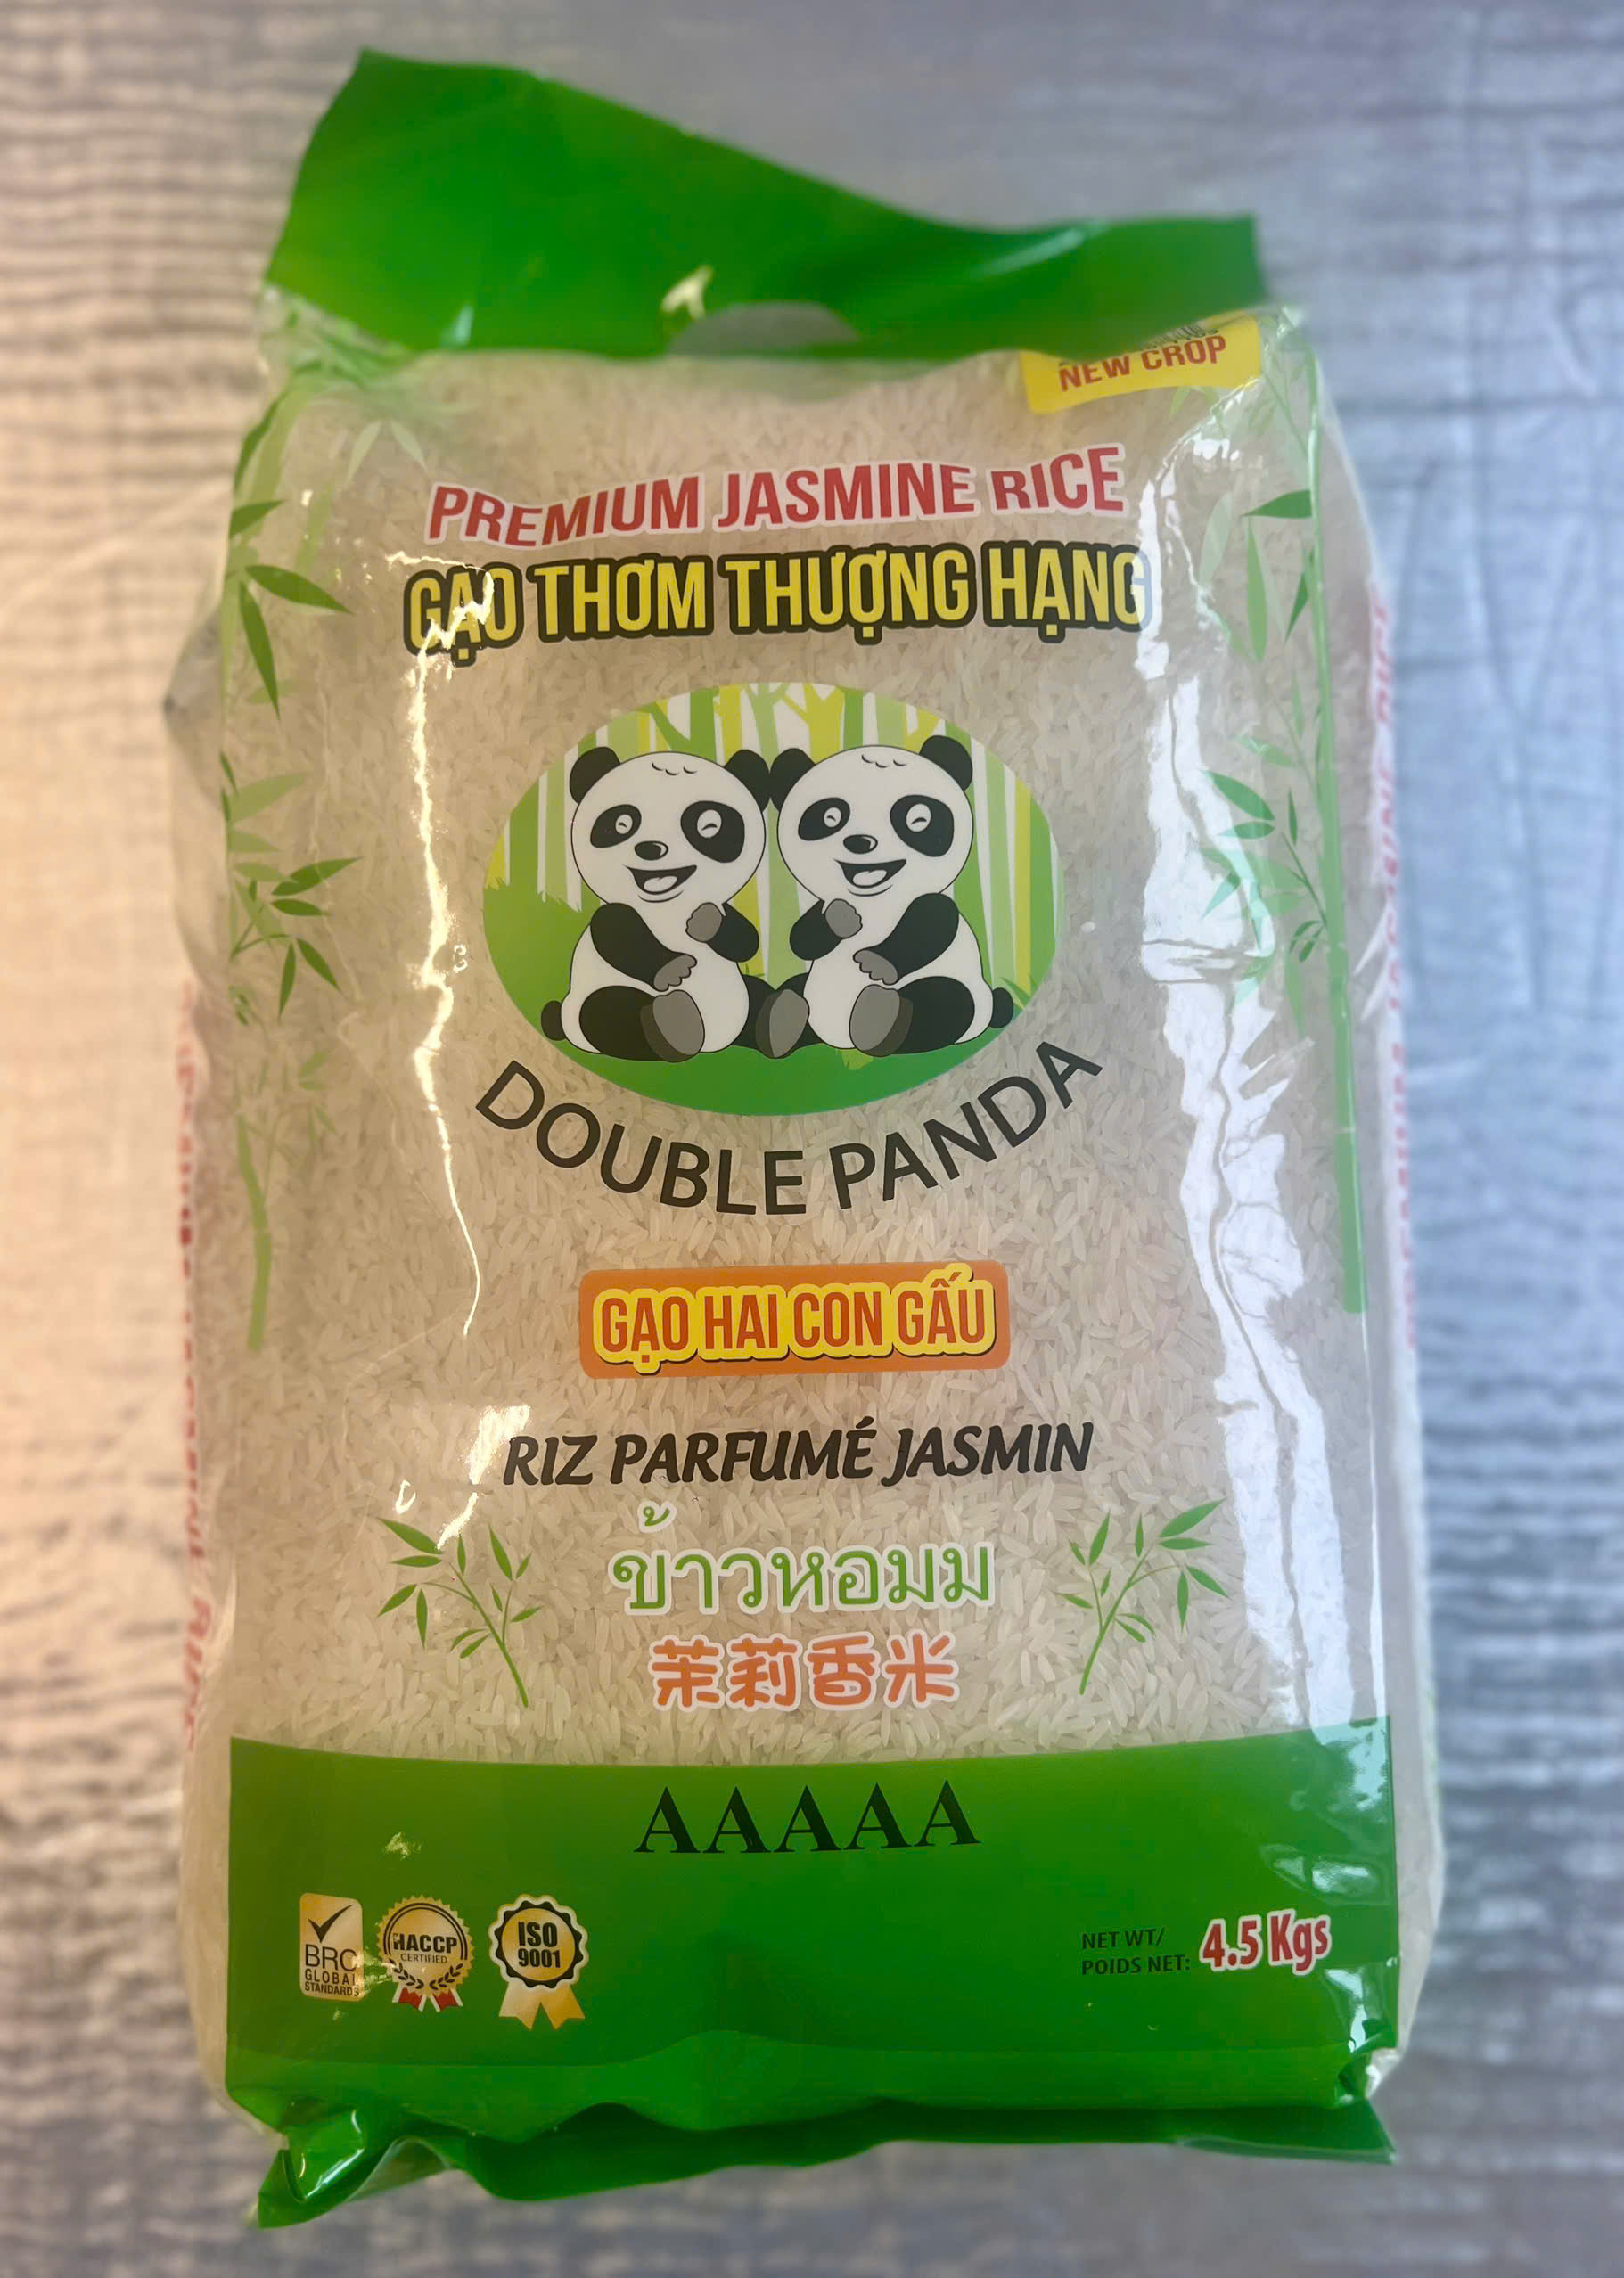 NEW CROP
PREMIUM JASMINE RICE
GẠO THƠM THƯỢNG HẠNG
DOUBLE PANDA
GẠO HAI CON GẤU
RIZ PARFUMÉ JASMIN
ข้าวหอมม
茉莉香米
AAAAA
BRC
GLOBAL
STANDARDS
HACCP
CERTIFIED
ISO
9001
NET WT/
POIDS NET: 4.5 Kgs